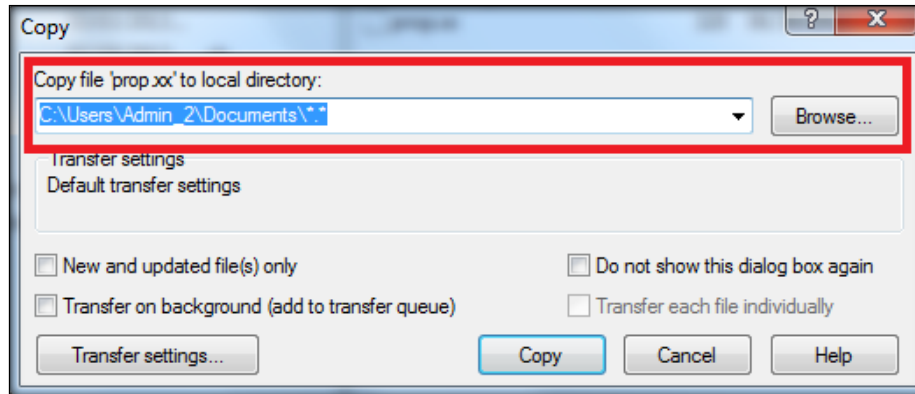 Copy
Copy file 'prop.xx' to local directory:
C:\Users\Admin_2\Documents\*.*
Browse...
Transfer settings
Default transfer settings
New and updated file(s) only
Do not show this dialog box again
Transfer on background (add to transfer queue)
Transfer each file individually
Transfer settings...
Copy
Cancel
Help